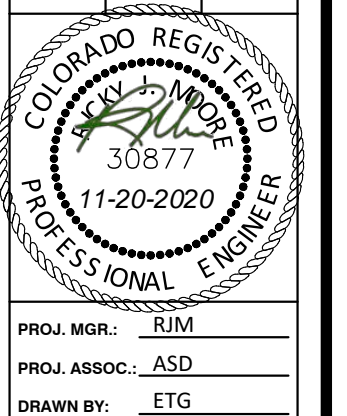 COLORADO REGISTERED
RICKY J. MOORE
30877
11-20-2020
PROFESSIONAL ENGINEER
PROJ. MGR.: RJM
PROJ. ASSOC.: ASD
DRAWN BY: ETG